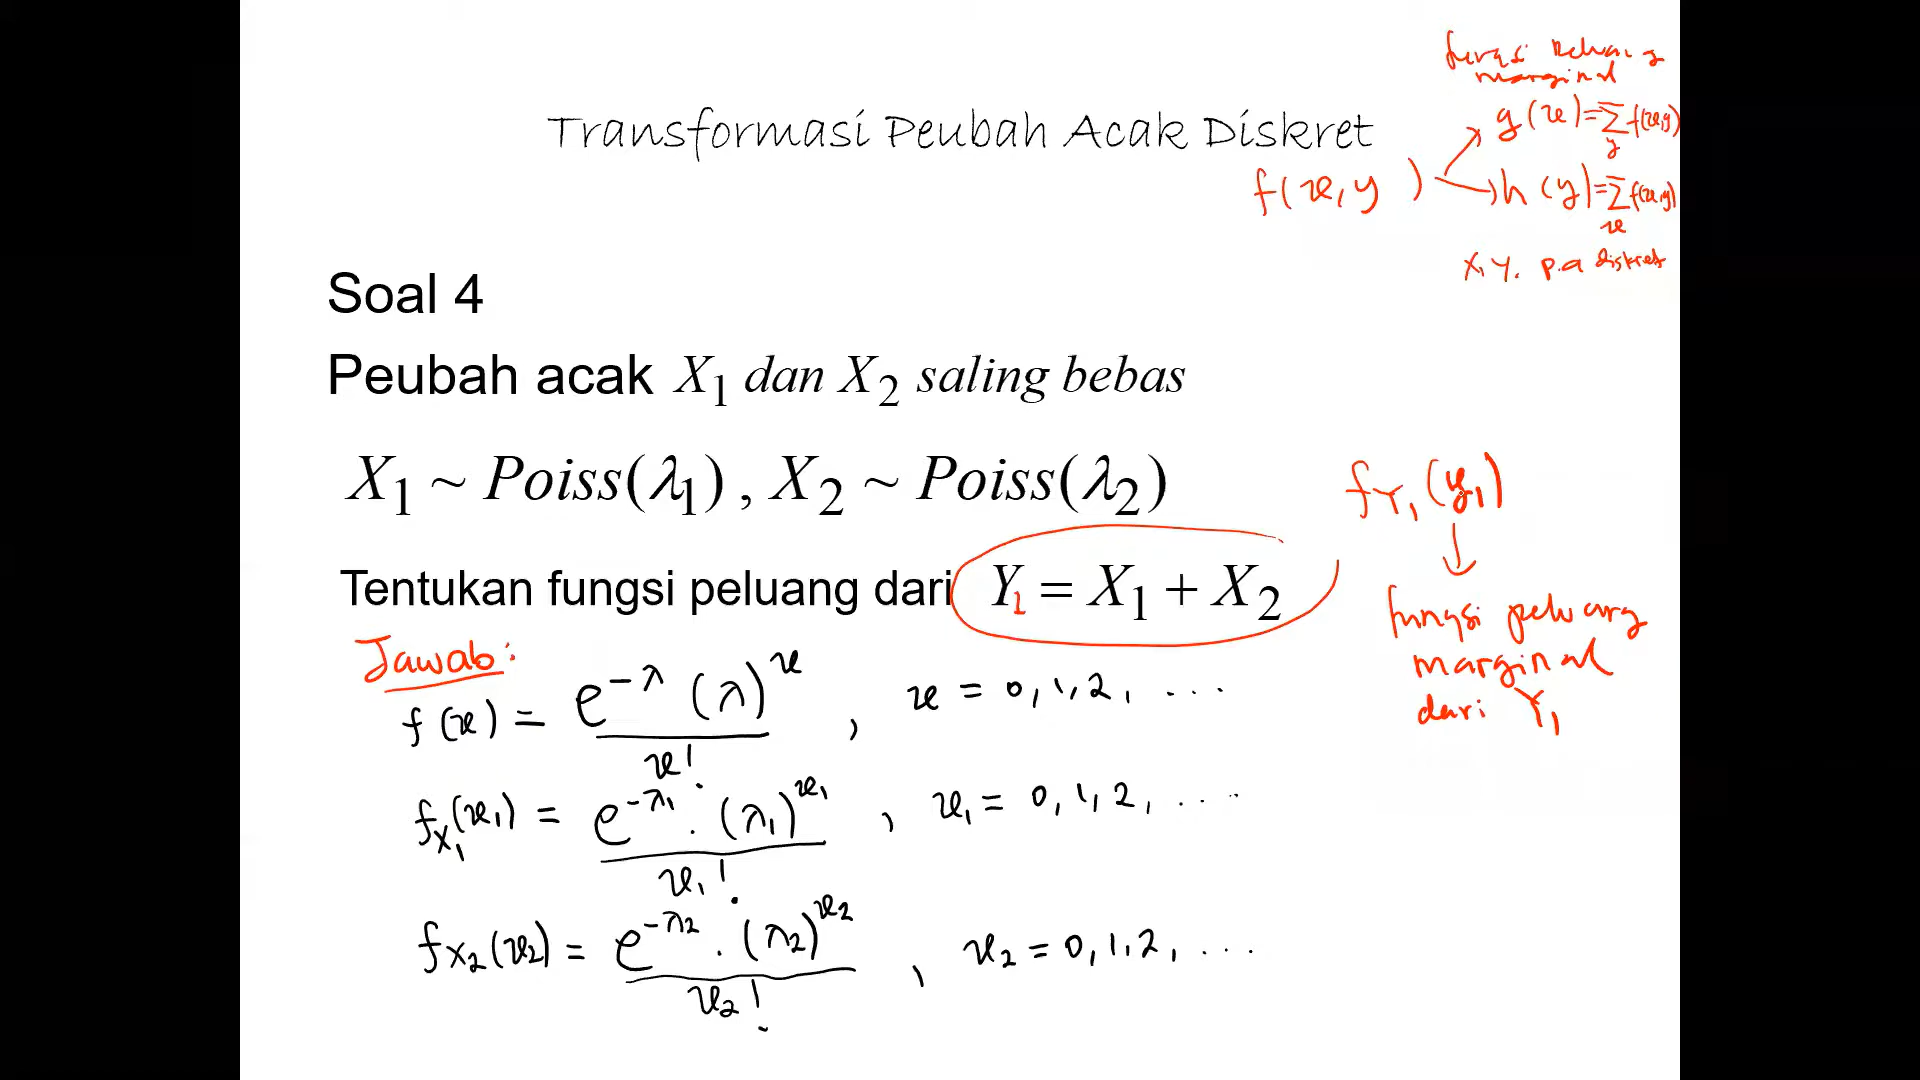 fungsi peluang
marginal
Transformasi Peubah Acak Diskret
g(x) = Σ_y f(x,y)
f(x,y)
h(y) = Σ_x f(x,y)
X,Y. p.a diskret
Soal 4
Peubah acak X₁ dan X₂ saling bebas
X₁ ~ Poiss(λ₁) , X₂ ~ Poiss(λ₂)
Tentukan fungsi peluang dari Y₁ = X₁ + X₂
f_Y₁(y₁)
↓
fungsi peluang
marginal
dari Y₁
Jawab:
f(x) = e^(-λ) (λ)^x / x! , x = 0, 1, 2, ...
f_X₁(x₁) = e^(-λ₁) . (λ₁)^x₁ / x₁! , x₁ = 0, 1, 2, ....
f_X₂(x₂) = e^(-λ₂) . (λ₂)^x₂ / x₂! , x₂ = 0, 1, 2, ...